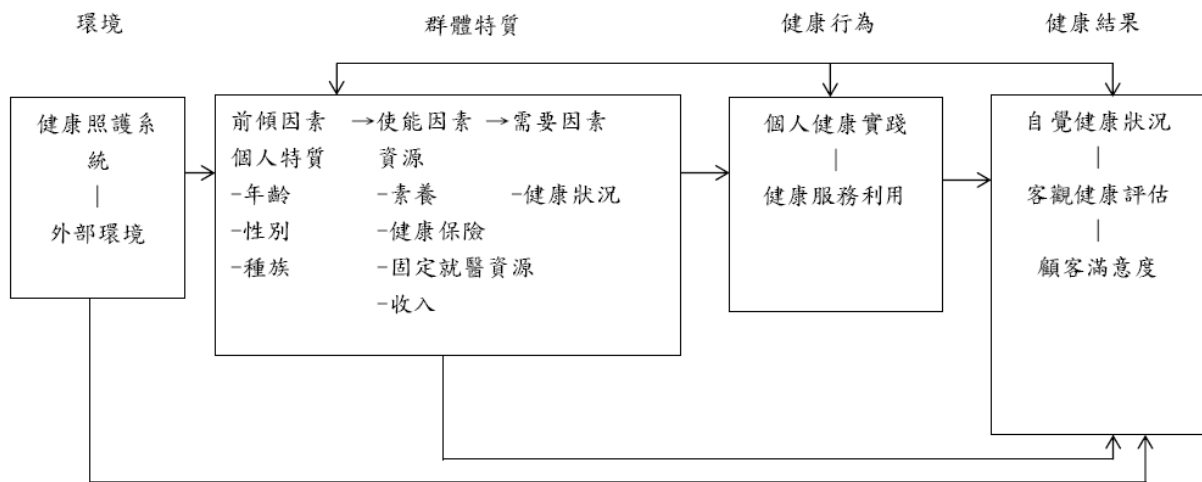 環境
群體特質
健康行為
健康結果
健康照護系
統
|
外部環境
前傾因素 →使能因素 →需要因素
個人特質 資源
-年齡 -素養 -健康狀況
-性別 -健康保險
-種族 -固定就醫資源
-收入
個人健康實踐
|
健康服務利用
自覺健康狀況
|
客觀健康評估
|
顧客滿意度